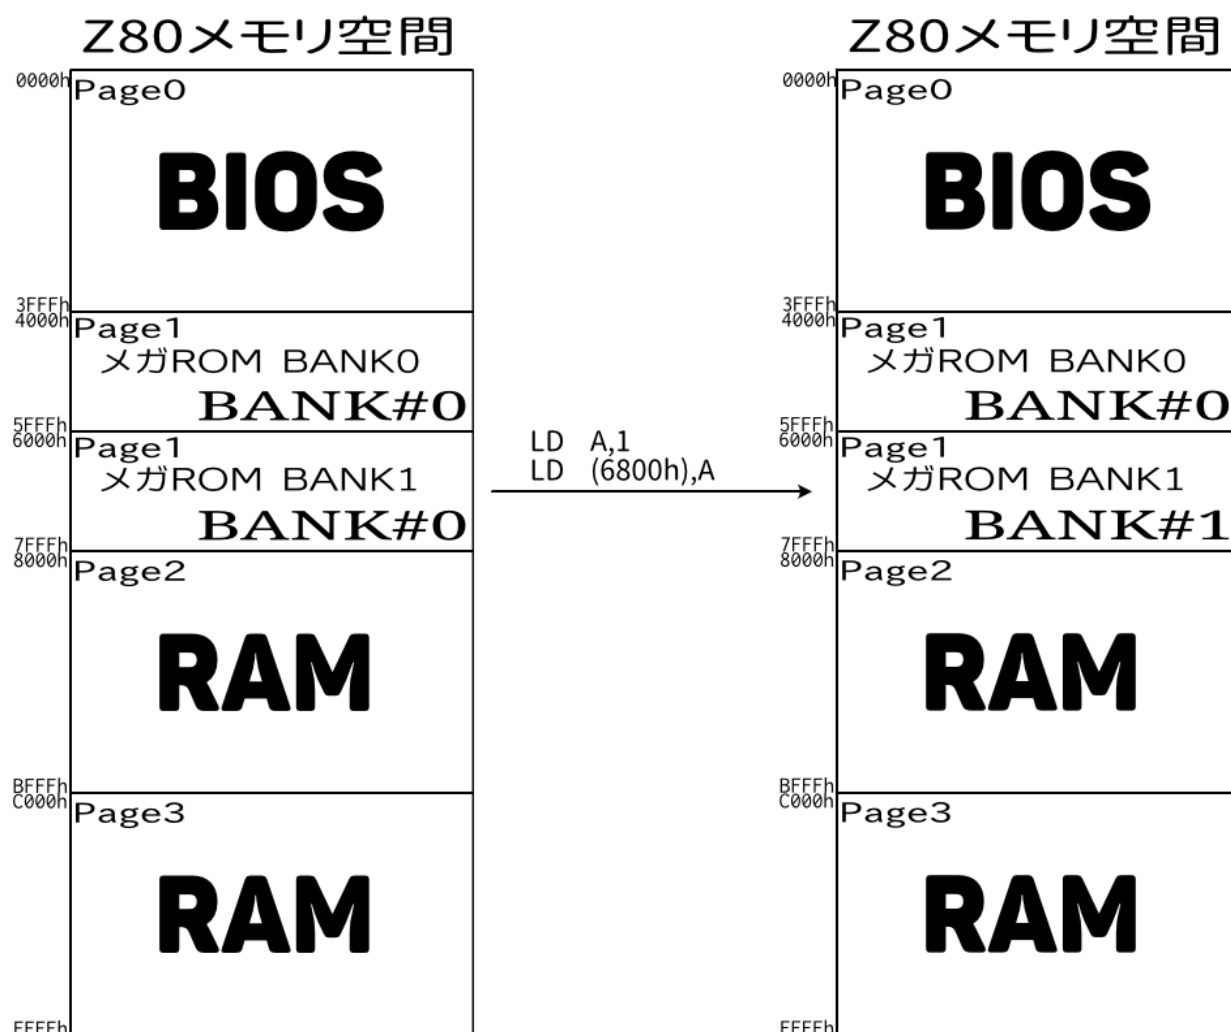 Z80メモリ空間
0000h
Page0
BIOS
3FFFh
4000h
Page1
メガROM BANK0
BANK#0
5FFFh
6000h
Page1
メガROM BANK1
BANK#0
7FFFh
8000h
Page2
RAM
BFFFh
C000h
Page3
RAM
FFFFh
LD A,1
LD (6800h),A
Z80メモリ空間
0000h
Page0
BIOS
3FFFh
4000h
Page1
メガROM BANK0
BANK#0
5FFFh
6000h
Page1
メガROM BANK1
BANK#1
7FFFh
8000h
Page2
RAM
BFFFh
C000h
Page3
RAM
FFFFh